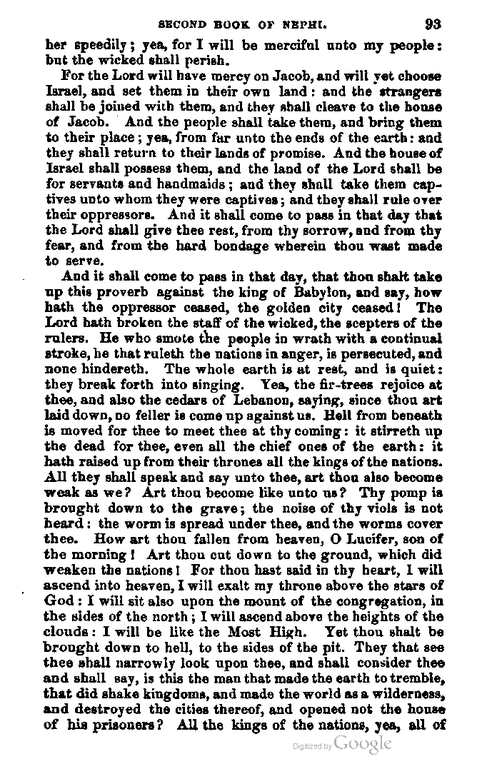 SECOND BOOK OF NEPHI. 93
her speedily; yea, for I will be merciful unto my people:
but the wicked shall perish.
For the Lord will have mercy on Jacob, and will yet choose
Israel, and set them in their own land: and the strangers
shall be joined with them, and they shall cleave to the house
of Jacob. And the people shall take them, and bring them
to their place; yea, from far unto the ends of the earth: and
they shall return to their lands of promise. And the house of
Israel shall possess them, and the land of the Lord shall be
for servants and handmaids; and they shall take them cap-
tives unto whom they were captives; and they shall rule over
their oppressors. And it shall come to pass in that day that
the Lord shall give thee rest, from thy sorrow, and from thy
fear, and from the hard bondage wherein thou wast made
to serve.
And it shall come to pass in that day, that thou shalt take
up this proverb against the king of Babylon, and say, how
hath the oppressor ceased, the golden city ceased! The
Lord hath broken the staff of the wicked, the scepters of the
rulers. He who smote the people in wrath with a continual
stroke, he that ruleth the nations in anger, is persecuted, and
none hindereth. The whole earth is at rest, and is quiet:
they break forth into singing. Yea, the fir-trees rejoice at
thee, and also the cedars of Lebanon, saying, since thou art
laid down, no feller is come up against us. Hell from beneath
is moved for thee to meet thee at thy coming: it stirreth up
the dead for thee, even all the chief ones of the earth: it
hath raised up from their thrones all the kings of the nations.
All they shall speak and say unto thee, art thou also become
weak as we? Art thou become like unto us? Thy pomp is
brought down to the grave; the noise of thy viols is not
heard: the worm is spread under thee, and the worms cover
thee. How art thou fallen from heaven, O Lucifer, son of
the morning! Art thou cut down to the ground, which did
weaken the nations! For thou hast said in thy heart, I will
ascend into heaven, I will exalt my throne above the stars of
God: I will sit also upon the mount of the congregation, in
the sides of the north; I will ascend above the heights of the
clouds: I will be like the Most High. Yet thou shalt be
brought down to hell, to the sides of the pit. They that see
thee shall narrowly look upon thee, and shall consider thee
and shall say, is this the man that made the earth to tremble,
that did shake kingdoms, and made the world as a wilderness,
and destroyed the cities thereof, and opened not the house
of his prisoners? All the kings of the nations, yea, all of
Digitized by Google